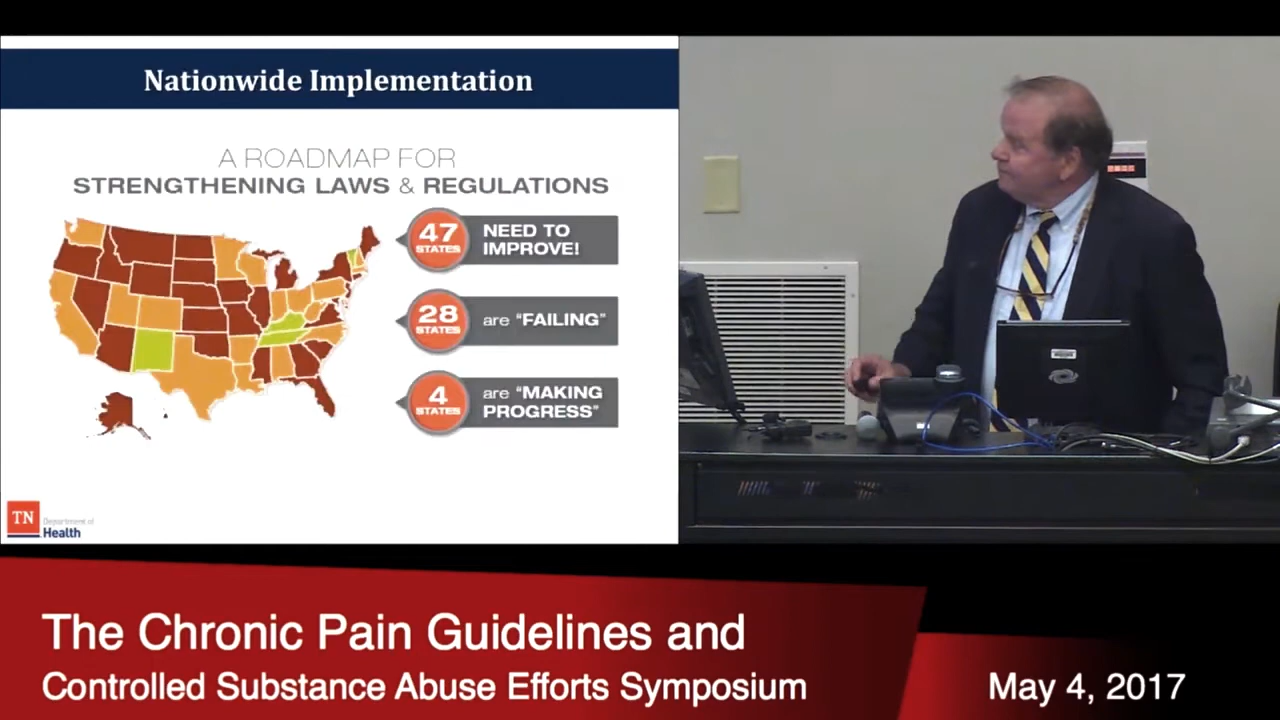 Nationwide Implementation
A ROADMAP FOR
STRENGTHENING LAWS & REGULATIONS
47
STATES
NEED TO
IMPROVE!
28
STATES
are "FAILING"
4
STATES
are "MAKING
PROGRESS"
TN
Department of
Health
The Chronic Pain Guidelines and
Controlled Substance Abuse Efforts Symposium
May 4, 2017